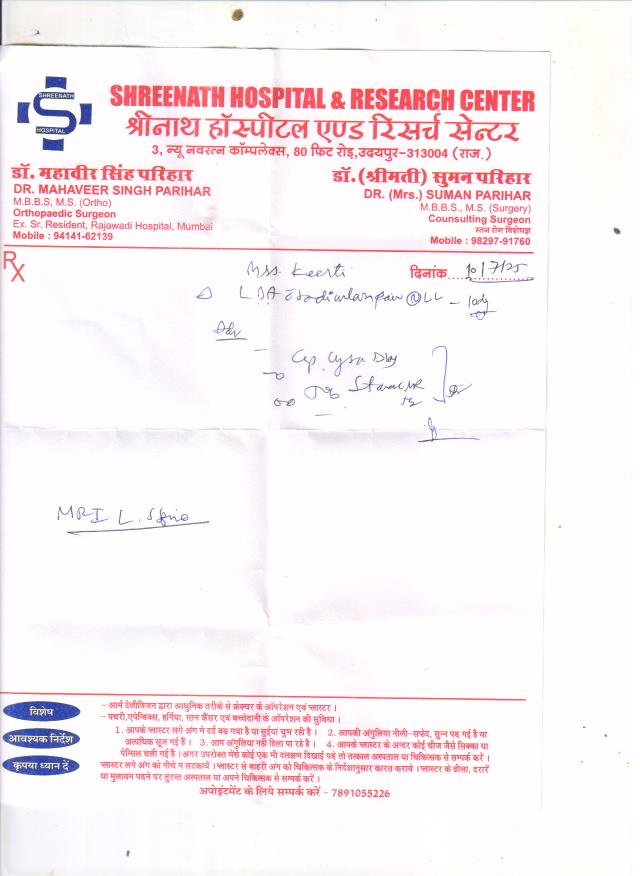 SHREENATH
S
HOSPITAL
SHREENATH HOSPITAL & RESEARCH CENTER
श्रीनाथ हॉस्पीटल एण्ड रिसर्च सेन्टर
3, न्यू नवरत्न कॉम्पलेक्स, 80 फिट रोड़, उदयपुर-313004 (राज.)
डॉ. महावीर सिंह परिहार
DR. MAHAVEER SINGH PARIHAR
M.B.B.S, M.S. (Ortho)
Orthopaedic Surgeon
Ex. Sr. Resident, Rajawadi Hospital, Mumbai
Mobile : 94141-62139
डॉ. (श्रीमती) सुमन परिहार
DR. (Mrs.) SUMAN PARIHAR
M.B.B.S., M.S. (Surgery)
Counsulting Surgeon
स्तन रोग विशेषज्ञ
Mobile : 98297-91760
Rx
Mss. Keerti
दिनांक 10/7/25
LL
Adv
Cap
MRI L. Spine
विशेष
आवश्यक निर्देश
कृपया ध्यान दें
- आर्म टेलीविजन द्वारा आधुनिक तरीके से फ्रेक्चर के ऑपरेशन एवं प्लास्टर ।
- पथरी, एपेन्डिक्स, हर्निया, स्तन कैंसर एवं बच्चेदानी के ऑपरेशन की सुविधा ।
1. आपके प्लास्टर लगे अंग मे दर्द बढ़ गया है या सुईयां चुभ रही है । 2. आपकी अंगुलिया नीली-सफेद, सुन्न पड़ गई है या
अत्यधिक सूज गई हैं । 3. आप अंगुलिया नही हिला पा रहे है । 4. आपके प्लास्टर के अन्दर कोई चीज जैसे सिक्का या
पेन्सिल चली गई है । अगर उपरोक्त मेसे कोई एक भी लक्षण दिखाई पड़े तो तत्काल अस्पताल या चिकित्सक से सम्पर्क करें ।
प्लास्टर लगे अंग को नीचे न लटकाये । प्लास्टर से बाहरी अंग को चिकित्सक के निर्देशानुसार कारत करावे । प्लास्टर के ढीला, दरारें
या मुलायम पड़ने पर तुरन्त अस्पताल या अपने चिकित्सक से सम्पर्क करें ।
अपोइंटमेंट के लिये सम्पर्क करें - 7891055226